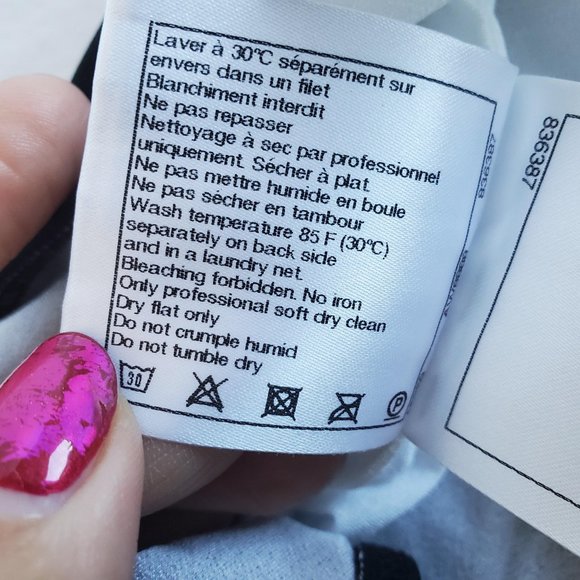 Laver à 30°C séparément sur
envers dans un filet
Blanchiment interdit
Ne pas repasser
Nettoyage à sec par professionnel
uniquement. Sécher à plat.
Ne pas mettre humide en boule
Ne pas sécher en tambour
Wash temperature 85 F (30°C)
separately on back side
and in a laundry net.
Bleaching forbidden. No iron
Only professional soft dry clean
Dry flat only
Do not crumple humid
Do not tumble dry
30
P
836387